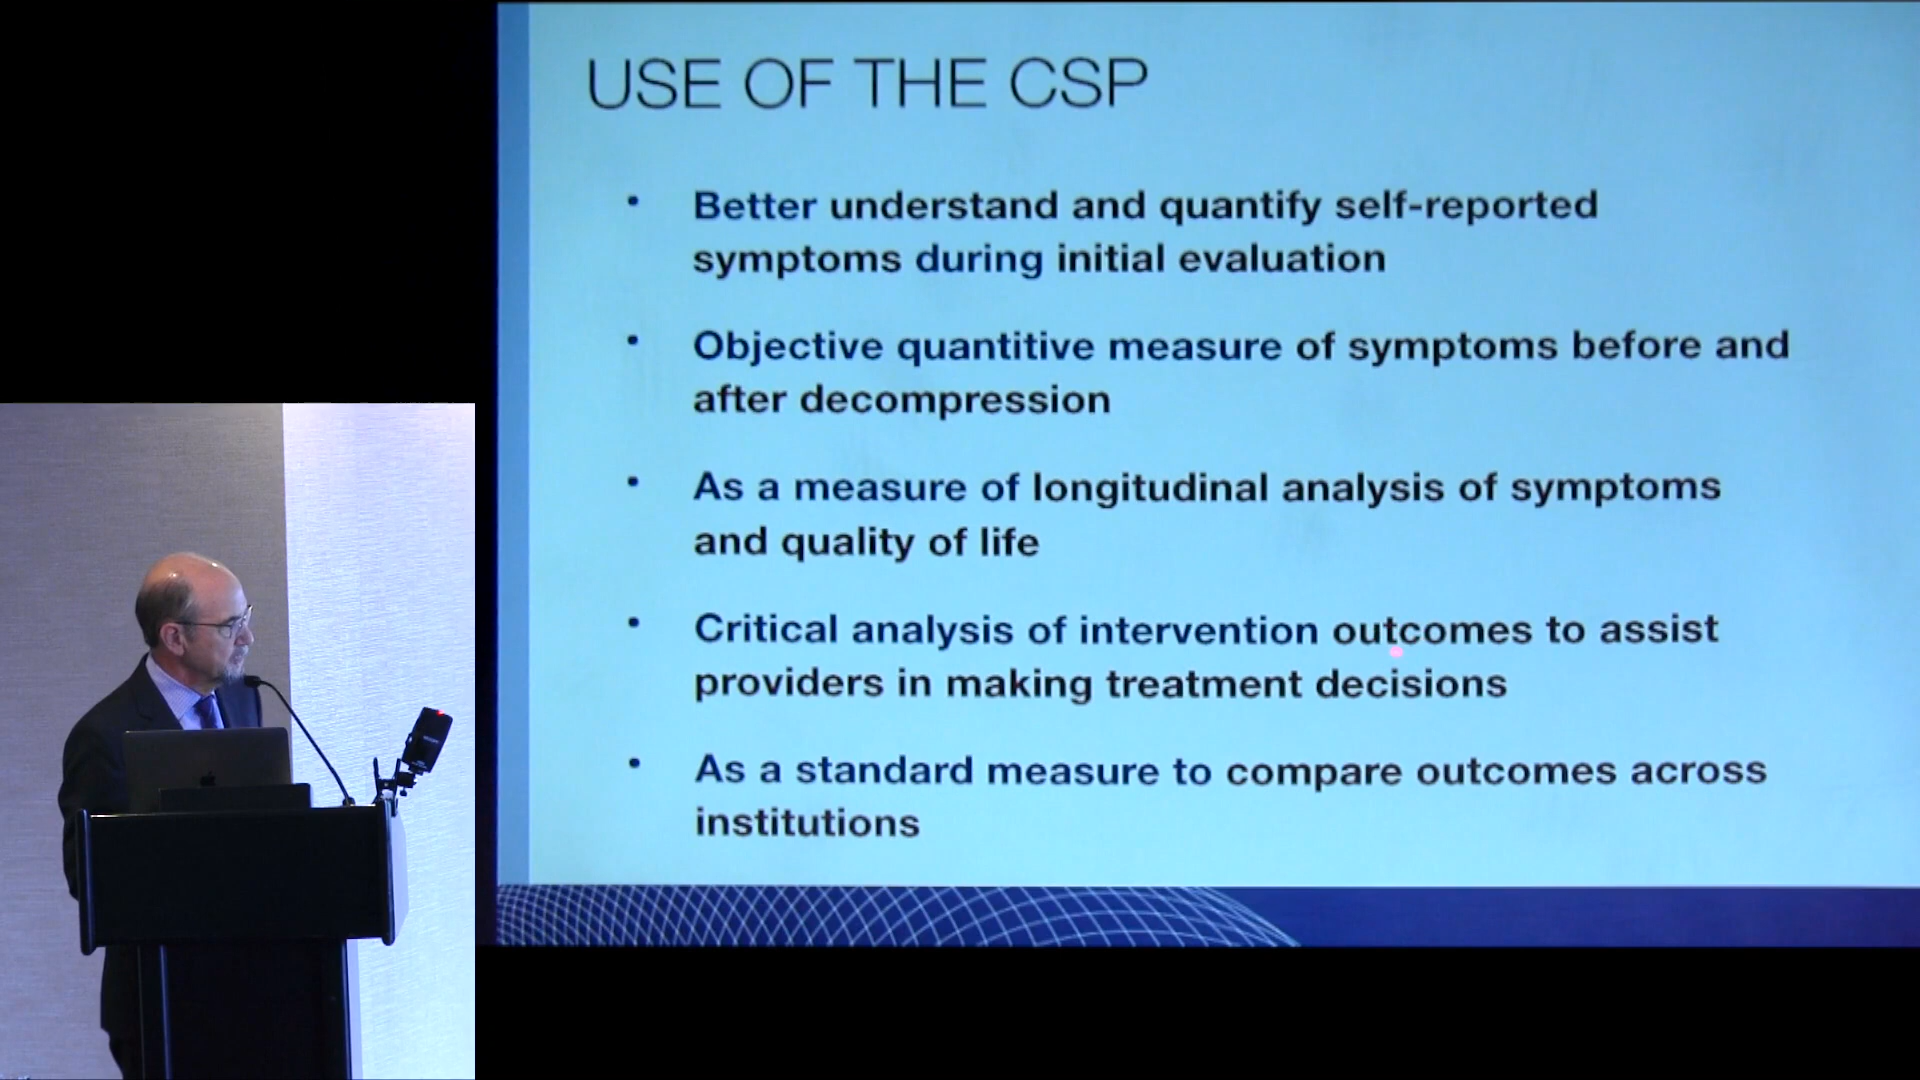 USE OF THE CSP
• Better understand and quantify self-reported
symptoms during initial evaluation
• Objective quantitive measure of symptoms before and
after decompression
• As a measure of longitudinal analysis of symptoms
and quality of life
• Critical analysis of intervention outcomes to assist
providers in making treatment decisions
• As a standard measure to compare outcomes across
institutions